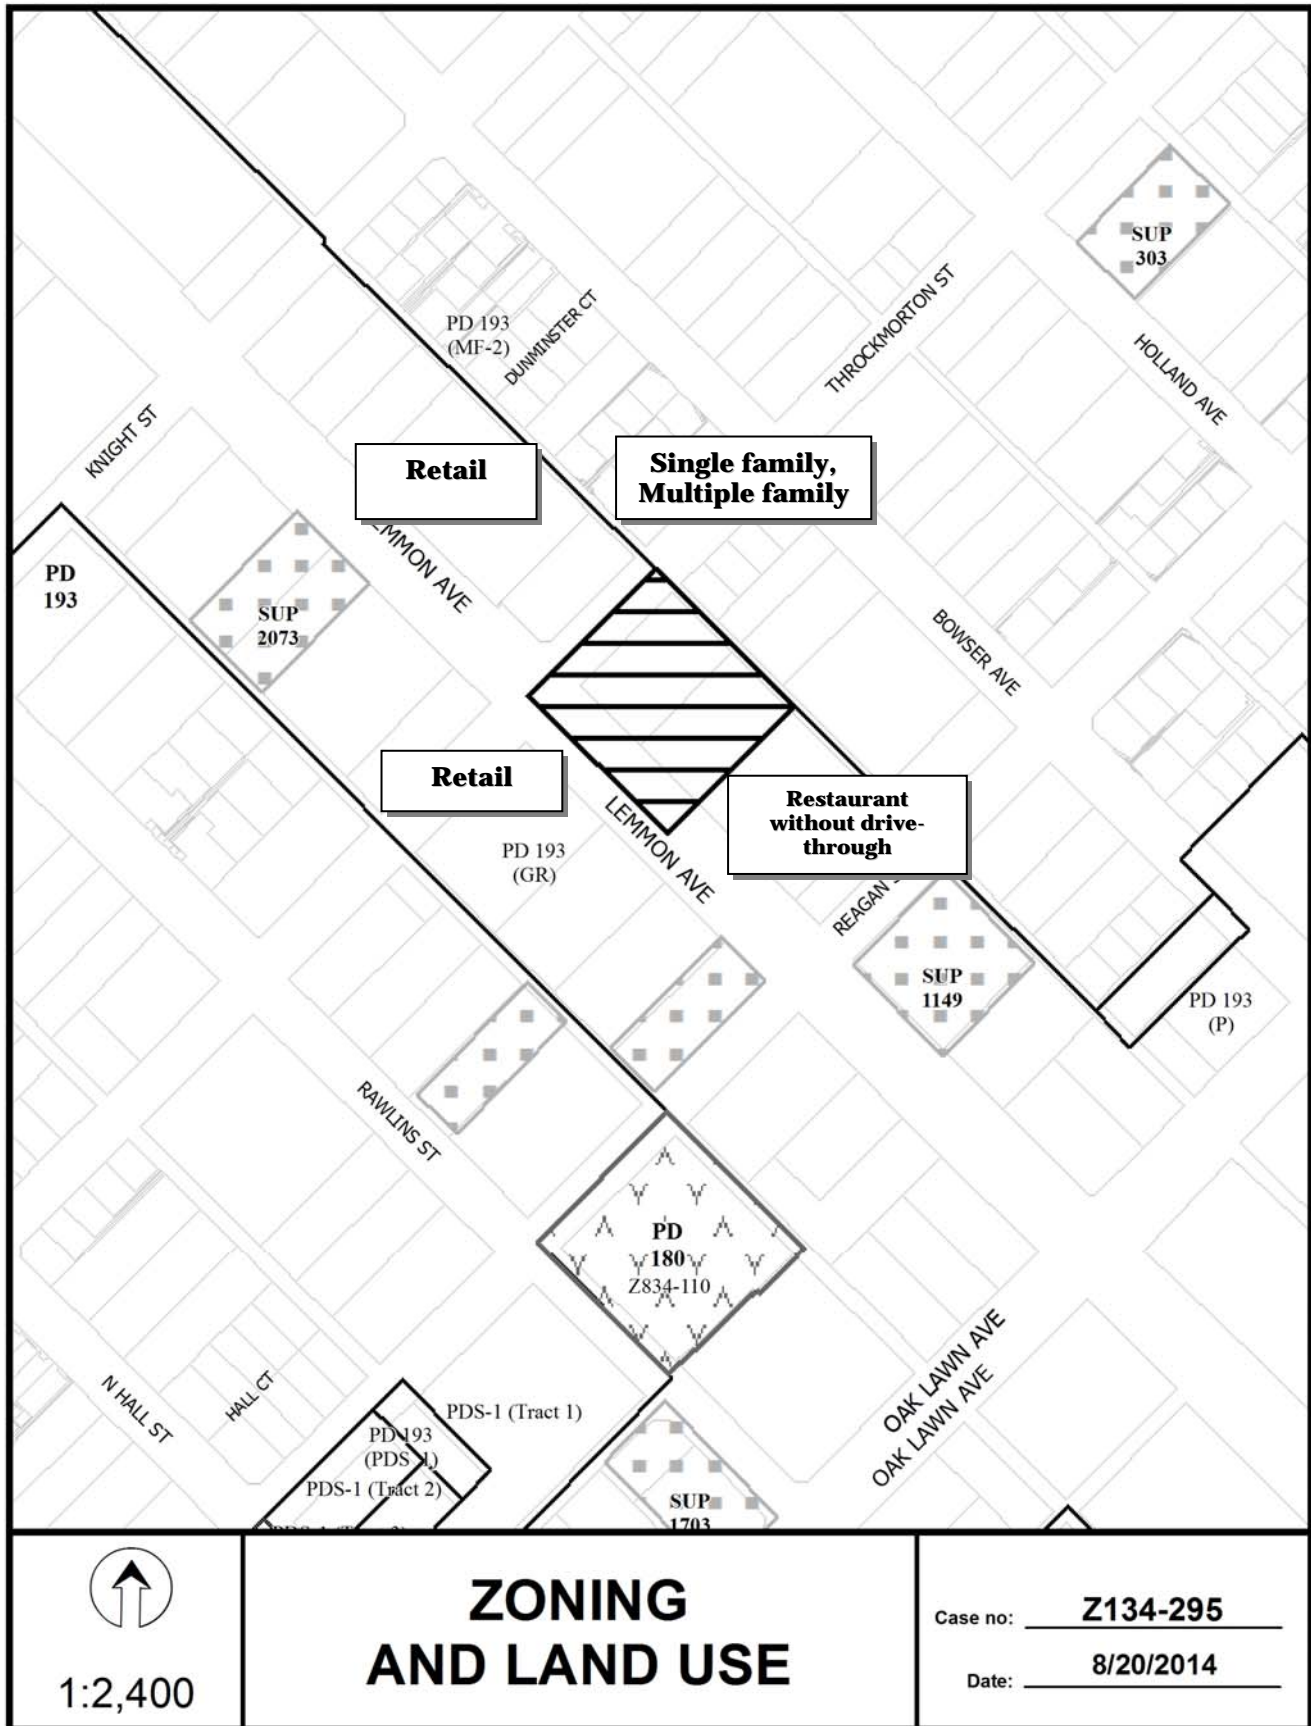 SUP
303
THROCKMORTON ST
HOLLAND AVE
PD 193
(MF-2)
DUNMINSTER CT
KNIGHT ST
Retail
Single family,
Multiple family
EMMON AVE
PD
193
SUP
2073
BOWSER AVE
Retail
LEMMON AVE
Restaurant
without drive-
through
PD 193
(GR)
REAGAN
SUP
1149
PD 193
(P)
RAWLINS ST
PD
180
Z834-110
OAK LAWN AVE
OAK LAWN AVE
N HALL ST
HALL CT
PDS-1 (Tract 1)
PD 193
(PDS 1)
PDS-1 (Tract 2)
SUP
1703
1:2,400
ZONING
AND LAND USE
Case no: Z134-295
Date: 8/20/2014